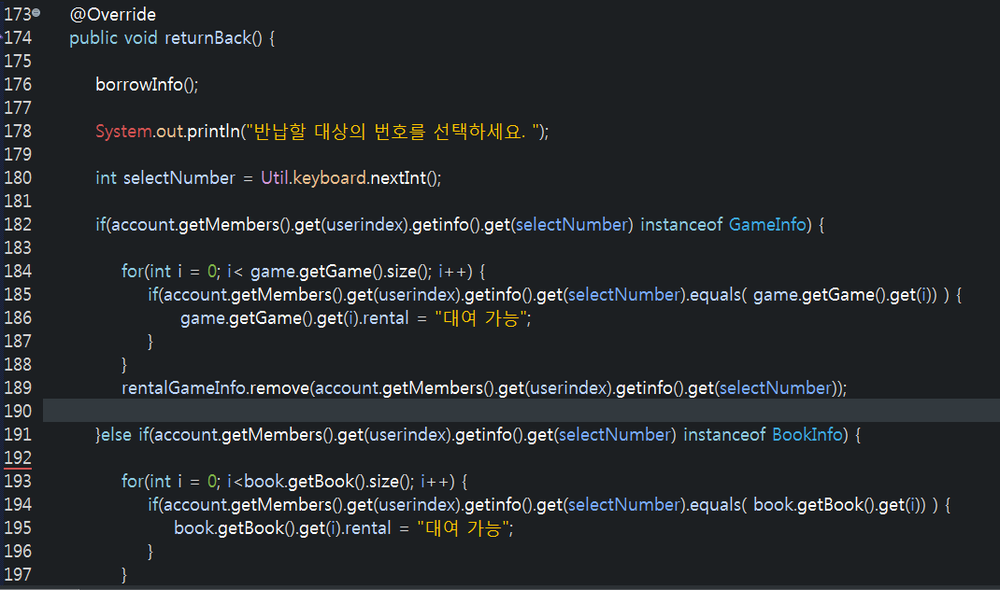 173 @Override
174 public void returnBack() {
175
176 borrowInfo();
177
178 System.out.println("반납할 대상의 번호를 선택하세요. ");
179
180 int selectNumber = Util.keyboard.nextInt();
181
182 if(account.getMembers().get(userindex).getinfo().get(selectNumber) instanceof GameInfo) {
183
184 for(int i = 0; i< game.getGame().size(); i++) {
185 if(account.getMembers().get(userindex).getinfo().get(selectNumber).equals( game.getGame().get(i)) ) {
186 game.getGame().get(i).rental = "대여 가능";
187 }
188 }
189 rentalGameInfo.remove(account.getMembers().get(userindex).getinfo().get(selectNumber));
190
191 }else if(account.getMembers().get(userindex).getinfo().get(selectNumber) instanceof BookInfo) {
192
193 for(int i = 0; i<book.getBook().size(); i++) {
194 if(account.getMembers().get(userindex).getinfo().get(selectNumber).equals( book.getBook().get(i)) ) {
195 book.getBook().get(i).rental = "대여 가능";
196 }
197 }